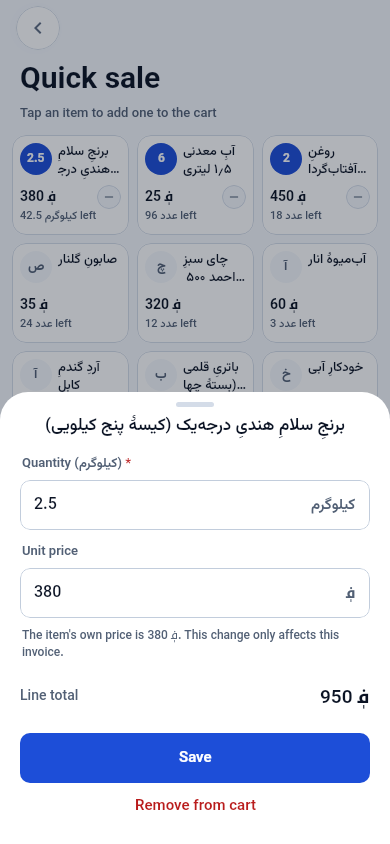 Quick sale
Tap an item to add one to the cart
2.5
برنجِ سلامِ
هندیِ درج...
380 ؋
42.5 کیلوگرم left
6
آبِ معدنی
۱٫۵ لیتری
25 ؋
96 عدد left
2
روغنِ
آفتاب‌گردا...
450 ؋
18 عدد left
ص
صابونِ گلنار
35 ؋
24 عدد left
چ
چای سبزِ
احمد ۵۰۰...
320 ؋
12 عدد left
آ
آب‌میوهٔ انار
60 ؋
3 عدد left
آ
آردِ گندمِ
کابل
ب
باتریِ قلمی
(بستهٔ چها...
خ
خودکارِ آبی
برنجِ سلامِ هندیِ درجه‌یک (کیسهٔ پنج کیلویی)
Quantity (کیلوگرم) *
2.5 کیلوگرم
Unit price
380 ؋
The item's own price is 380 ؋. This change only affects this
invoice.
Line total 950 ؋
Save
Remove from cart